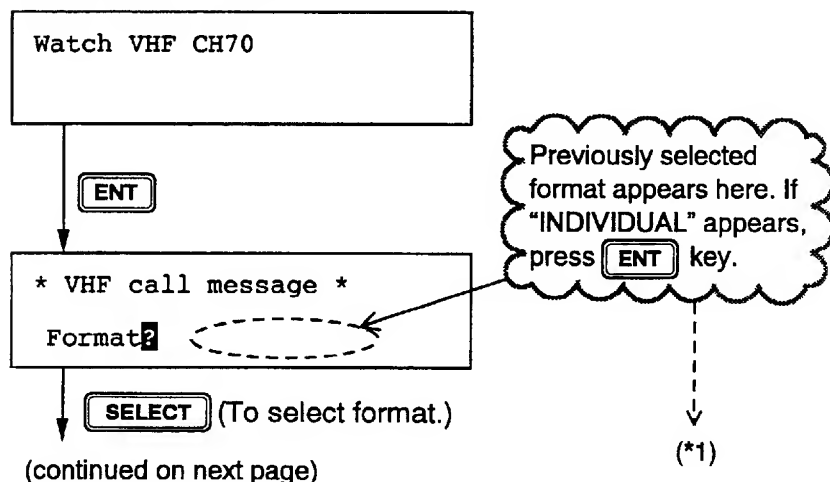 Watch VHF CH70
ENT
* VHF call message *
Format?
SELECT (To select format.)
(continued on next page)
Previously selected
format appears here. If
“INDIVIDUAL” appears,
press ENT key.
(*1)